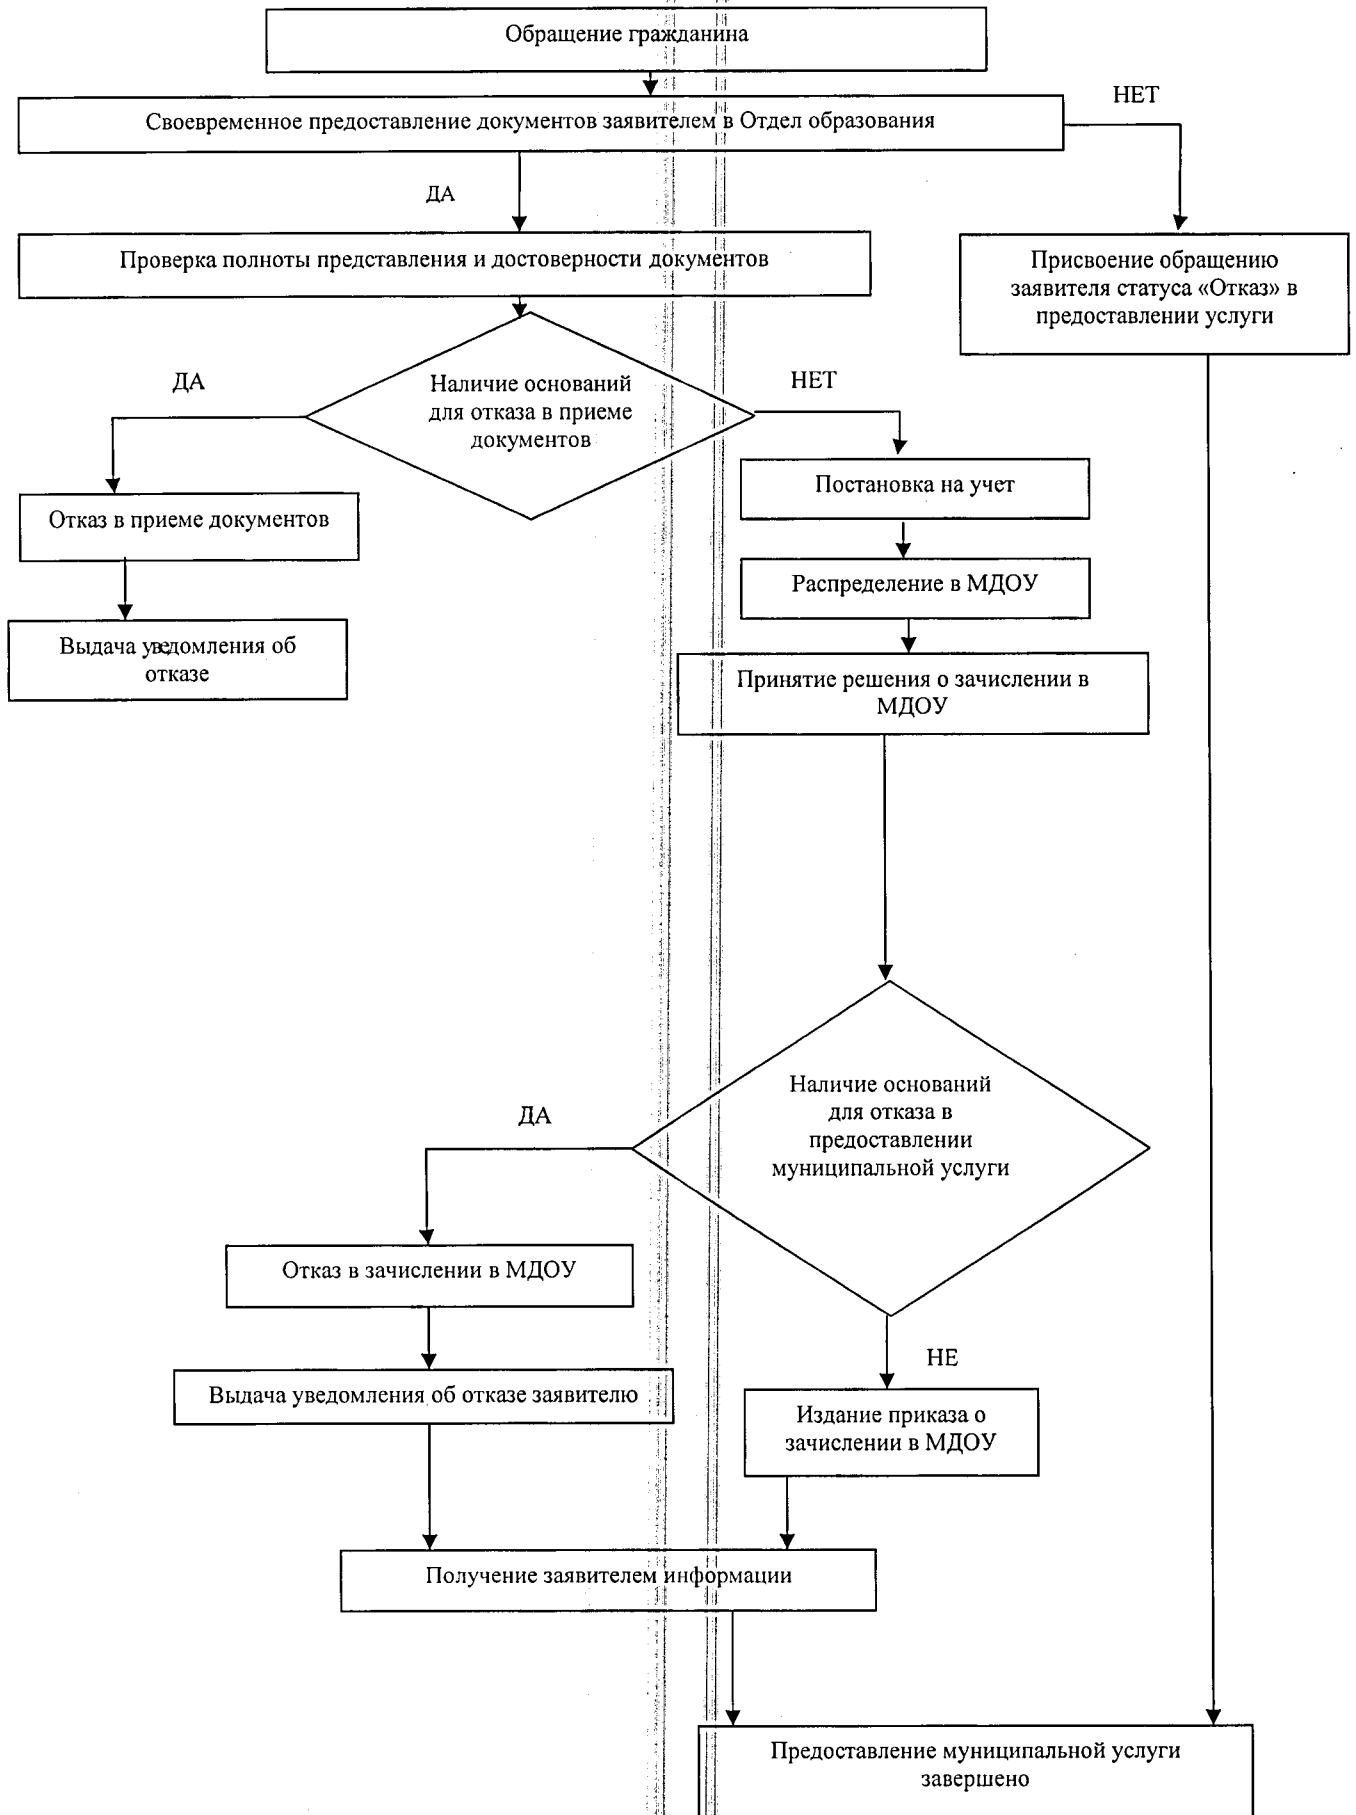 Обращение гражданина
НЕТ
Своевременное предоставление документов заявителем в Отдел образования
ДА
Проверка полноты представления и достоверности документов
Присвоение обращению
заявителя статуса «Отказ» в
предоставлении услуги
ДА
Наличие оснований
для отказа в приеме
документов
НЕТ
Постановка на учет
Отказ в приеме документов
Распределение в МДОУ
Выдача уведомления об
отказе
Принятие решения о зачислении в
МДОУ
Наличие оснований
для отказа в
предоставлении
муниципальной услуги
ДА
Отказ в зачислении в МДОУ
НЕ
Выдача уведомления об отказе заявителю
Издание приказа о
зачислении в МДОУ
Получение заявителем информации
Предоставление муниципальной услуги
завершено